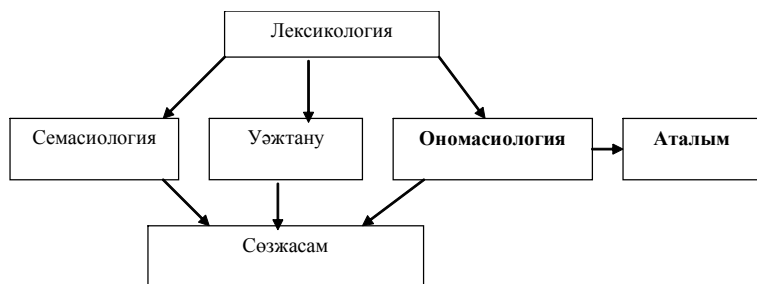 Лексикология
Семасиология
Уәжтану
Ономасиология
Аталым
Сөзжасам